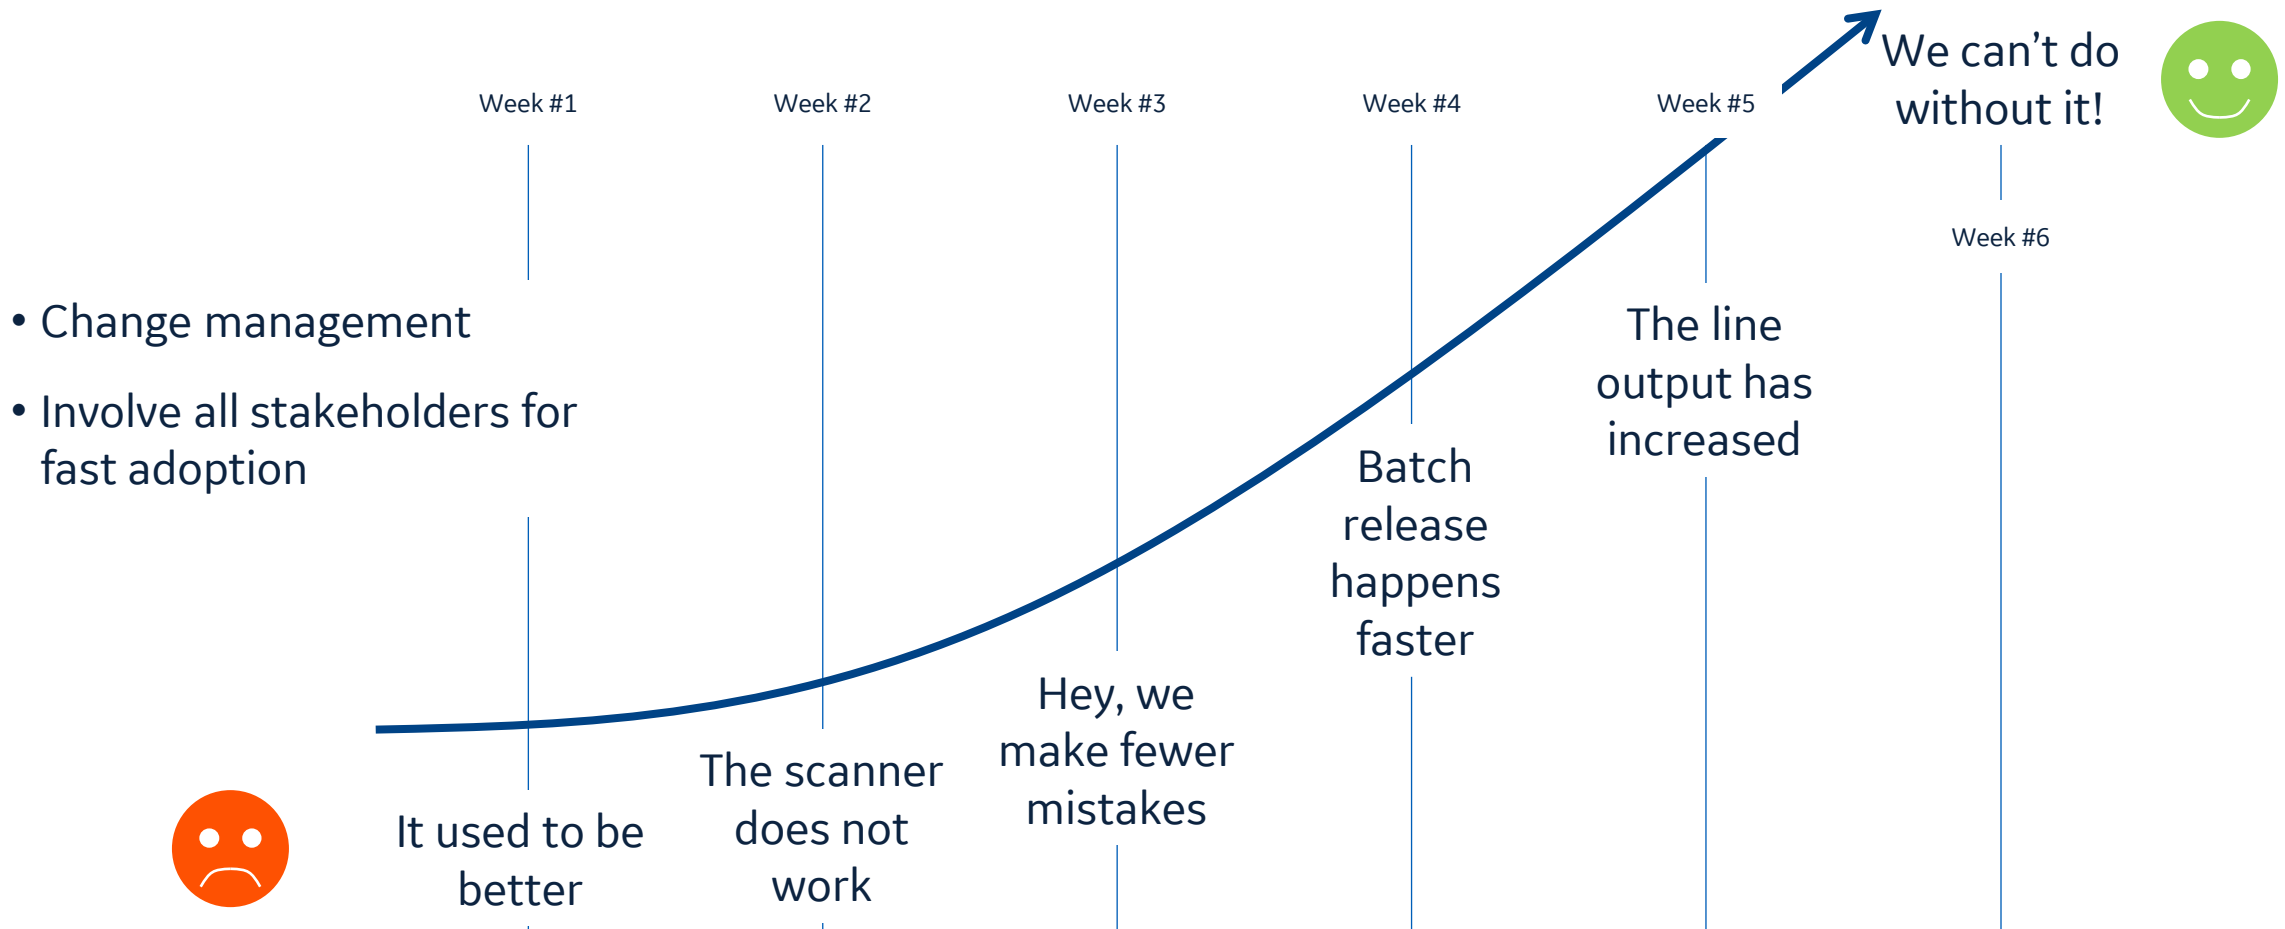 Week #1
Week #2
Week #3
Week #4
Week #5
We can’t do
without it!
Week #6
• Change management
• Involve all stakeholders for
fast adoption
It used to be
better
The scanner
does not
work
Hey, we
make fewer
mistakes
Batch
release
happens
faster
The line
output has
increased